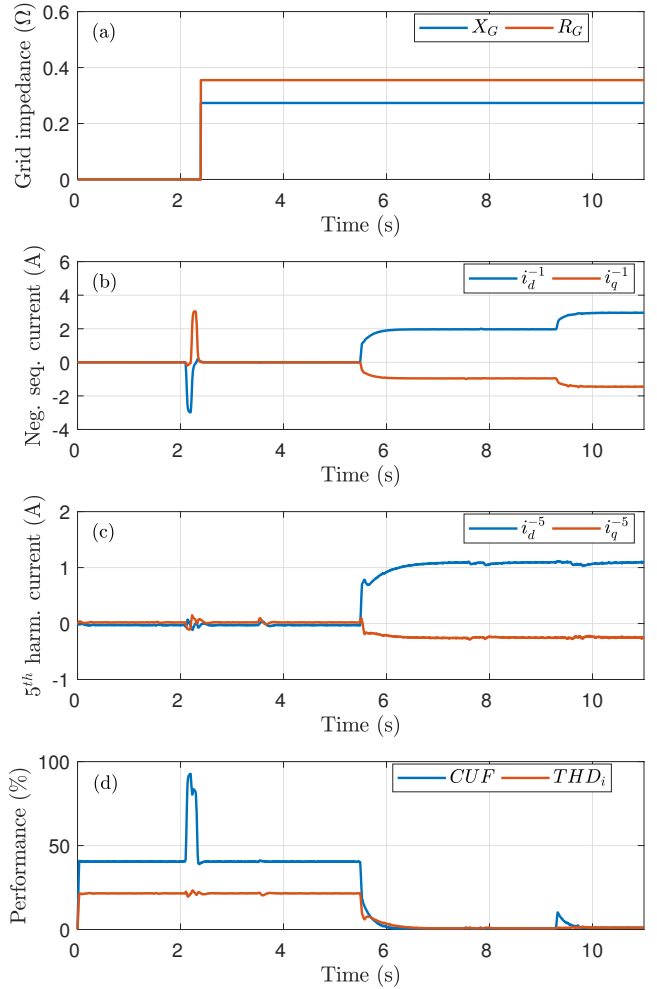 0.6
(a)
X_G R_G
0.4
0.2
0
Grid impedance (Ω)
0 2 4 6 8 10
Time (s)
6
(b)
i_d^{-1} i_q^{-1}
4
2
0
-2
-4
Neg. seq. current (A)
0 2 4 6 8 10
Time (s)
2
(c)
i_d^{-5} i_q^{-5}
1
0
-1
5^{th} harm. current (A)
0 2 4 6 8 10
Time (s)
100
(d)
CUF THD_i
50
0
Performance (%)
0 2 4 6 8 10
Time (s)